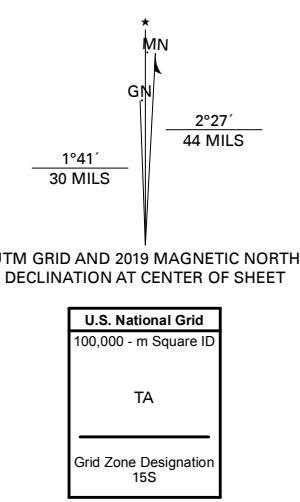 MN
GN
2°27´
44 MILS
1°41´
30 MILS
UTM GRID AND 2019 MAGNETIC NORTH
DECLINATION AT CENTER OF SHEET
U.S. National Grid
100,000 - m Square ID
TA
Grid Zone Designation
15S